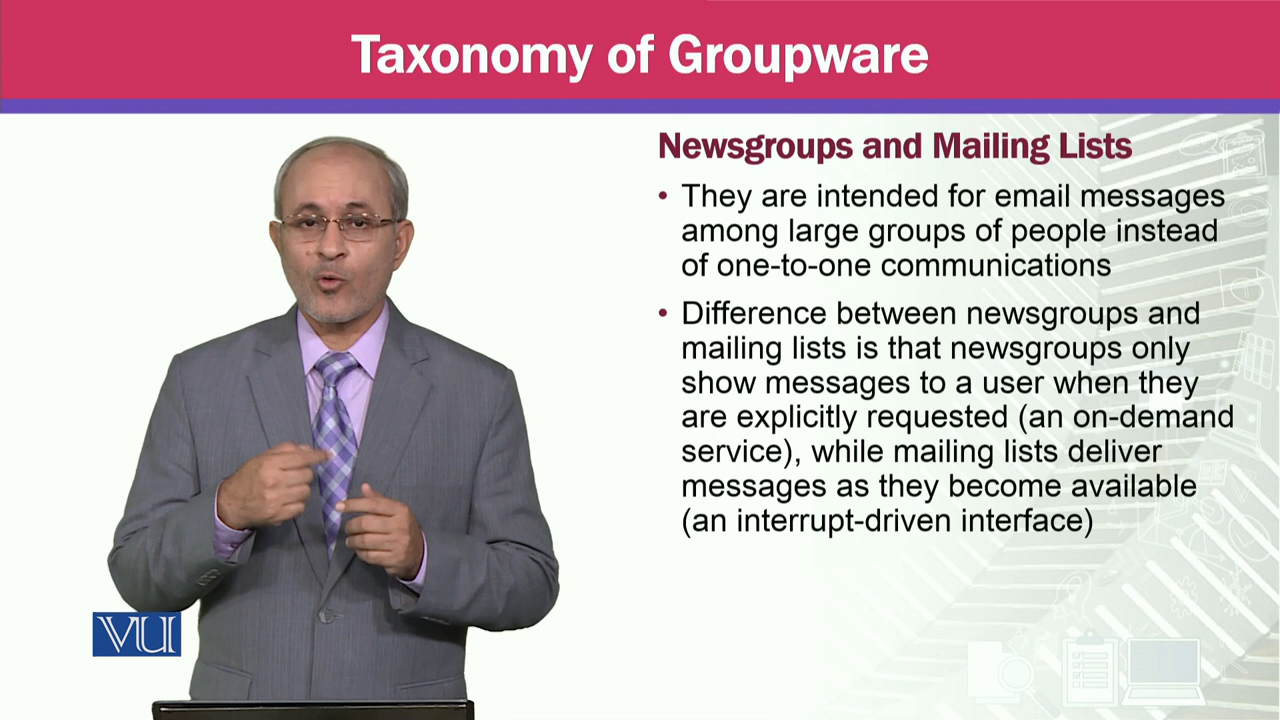 Taxonomy of Groupware
Newsgroups and Mailing Lists
• They are intended for email messages
among large groups of people instead
of one-to-one communications
• Difference between newsgroups and
mailing lists is that newsgroups only
show messages to a user when they
are explicitly requested (an on-demand
service), while mailing lists deliver
messages as they become available
(an interrupt-driven interface)
VU